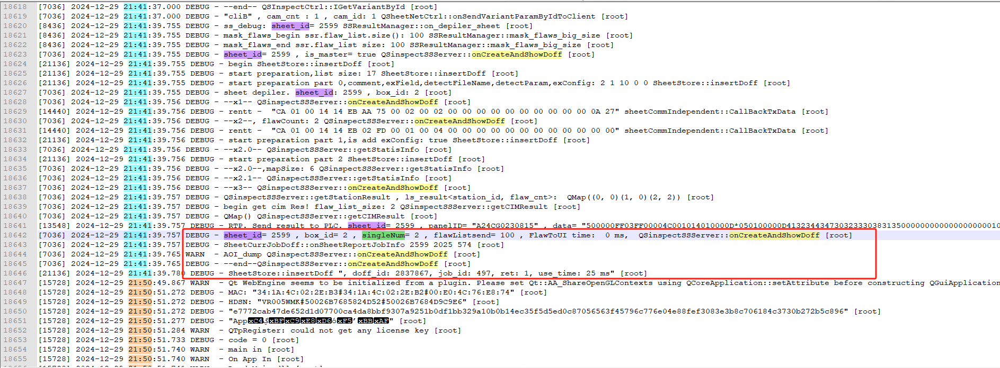 18618 [7036] 2024-12-29 21:41:37.000 DEBUG - --end-- QSInspectCtrl::IGetVariantById [root]
18619 [7036] 2024-12-29 21:41:37.000 DEBUG - "cliB" , cam_cnt : 1 , cam_id: 1 QSheetNetCtrl::onSendVariantParamByIdToClient [root]
18620 [8436] 2024-12-29 21:41:39.755 DEBUG - ss_debug: sheet_id= 2599 SSResultManager::on_depiler_sheet [root]
18621 [8436] 2024-12-29 21:41:39.755 DEBUG - mask_flaws_begin ssr.flaw_list.size(): 100 SSResultManager::mask_flaws_big_size [root]
18622 [8436] 2024-12-29 21:41:39.755 DEBUG - mask_flaws_end ssr.flaw_list size: 100 SSResultManager::mask_flaws_big_size [root]
18623 [7036] 2024-12-29 21:41:39.755 DEBUG - sheet_id= 2599 , is_master= true QSinspectSSServer::onCreateAndShowDoff [root]
18624 [21136] 2024-12-29 21:41:39.755 DEBUG - begin SheetStore::insertDoff [root]
18625 [21136] 2024-12-29 21:41:39.755 DEBUG - start preparation,list size: 17 SheetStore::insertDoff [root]
18626 [21136] 2024-12-29 21:41:39.755 DEBUG - start preparation part 0,comment,exField,detectFileName,detectParam,exConfig: 2 1 10 0 0 SheetStore::insertDoff [root]
18627 [7036] 2024-12-29 21:41:39.755 DEBUG - sheet depiler. sheet_id: 2599 , box_id: 2 [root]
18628 [7036] 2024-12-29 21:41:39.756 DEBUG - --x1-- QSinspectSSServer::onCreateAndShowDoff [root]
18629 [14440] 2024-12-29 21:41:39.756 DEBUG - rentt - "CA 01 00 14 14 EB AA 75 00 02 00 02 00 00 00 00 00 00 00 00 00 00 0A 27" sheetCommIndependent::CallBackTxData [root]
18630 [7036] 2024-12-29 21:41:39.756 DEBUG - --x2--, flawCount: 2 QSinspectSSServer::onCreateAndShowDoff [root]
18631 [14440] 2024-12-29 21:41:39.756 DEBUG - rentt - "CA 01 00 14 14 EB 02 FD 00 01 00 04 00 00 00 00 00 00 00 00 00 00 00 00" sheetCommIndependent::CallBackTxData [root]
18632 [21136] 2024-12-29 21:41:39.756 DEBUG - start preparation part 1,is add exConfig: true SheetStore::insertDoff [root]
18633 [7036] 2024-12-29 21:41:39.756 DEBUG - --x2.0-- QSinspectSSServer::getStatisInfo [root]
18634 [21136] 2024-12-29 21:41:39.756 DEBUG - start preparation part 2 SheetStore::insertDoff [root]
18635 [7036] 2024-12-29 21:41:39.756 DEBUG - --x2.0--,mapSize: 6 QSinspectSSServer::getStatisInfo [root]
18636 [7036] 2024-12-29 21:41:39.756 DEBUG - --x2.1-- QSinspectSSServer::getStatisInfo [root]
18637 [7036] 2024-12-29 21:41:39.756 DEBUG - --x3-- QSinspectSSServer::onCreateAndShowDoff [root]
18638 [7036] 2024-12-29 21:41:39.757 DEBUG - QSinspectSSServer::getStationResult , ls_result<station_id, flaw_cnt>: QMap((0, 0)(1, 0)(2, 2)) [root]
18639 [7036] 2024-12-29 21:41:39.757 DEBUG - begin get cim Res! flaw_list_size: 2 QSinspectSSServer::getCIMResult [root]
18640 [7036] 2024-12-29 21:41:39.757 DEBUG - QMap() QSinspectSSServer::getCIMResult [root]
18641 [13548] 2024-12-29 21:41:39.757 DEBUG - RTP. Send result to PLC. sheet_id= 2599 , panelID= "A24CG0230815" , data=
18642 [7036] 2024-12-29 21:41:39.757 DEBUG - sheet_id= 2599 , box_id= 2 , singleNum= 2 , flawListsend= 100 , FlawToUI time: 0 ms, QSinspectSSServer::onCreateAndShowDoff [root]
18643 [7036] 2024-12-29 21:41:39.757 DEBUG - SheetCurrJobDoff::onSheetReportJobInfo 2599 2025 574 [root]
18644 [7036] 2024-12-29 21:41:39.765 WARN - AOI_dump QSinspectSSServer::onCreateAndShowDoff [root]
18645 [7036] 2024-12-29 21:41:39.765 DEBUG - --end--QSinspectSSServer::onCreateAndShowDoff [root]
18646 [21136] 2024-12-29 21:41:39.780 DEBUG - SheetStore::insertDoff ", doff_id: 2837867, job_id: 497, ret: 1, use_time: 25 ms" [root]
18647 [15728] 2024-12-29 21:50:49.867 WARN - Qt WebEngine seems to be initialized from a plugin. Please set Qt::AA_ShareOpenGLContexts using QCoreApplication::setAttribute before constructing QGuiApplication
18648 [15728] 2024-12-29 21:50:51.272 DEBUG - MAC: "34:1A:4C:02:2E:B3#34:1A:4C:02:2E:B2#00:E0:4C:76:E8:74" [root]
18649 [15728] 2024-12-29 21:50:51.272 DEBUG - HDSN: "VR005WMK#50026B7685824D52#50026B7684D9C9E6" [root]
18650 [15728] 2024-12-29 21:50:51.272 DEBUG - "e7772cab47de652d1d07700ca4da8bbf9307a9251b0df1bb329a10b0b14ec35f5d5ed0c87056563f45796c776e04e88fef3083e3b8c706184c3730b272b5c896" [root]
18651 [15728] 2024-12-29 21:50:51.277 DEBUG - [root]
18652 [15728] 2024-12-29 21:50:51.284 WARN - QTpRegister: could not get any license key [root]
18653 [15728] 2024-12-29 21:50:51.733 DEBUG - code = 0 [root]
18654 [15728] 2024-12-29 21:50:51.740 WARN - main in [root]
18655 [15728] 2024-12-29 21:50:51.740 WARN - On App In [root]